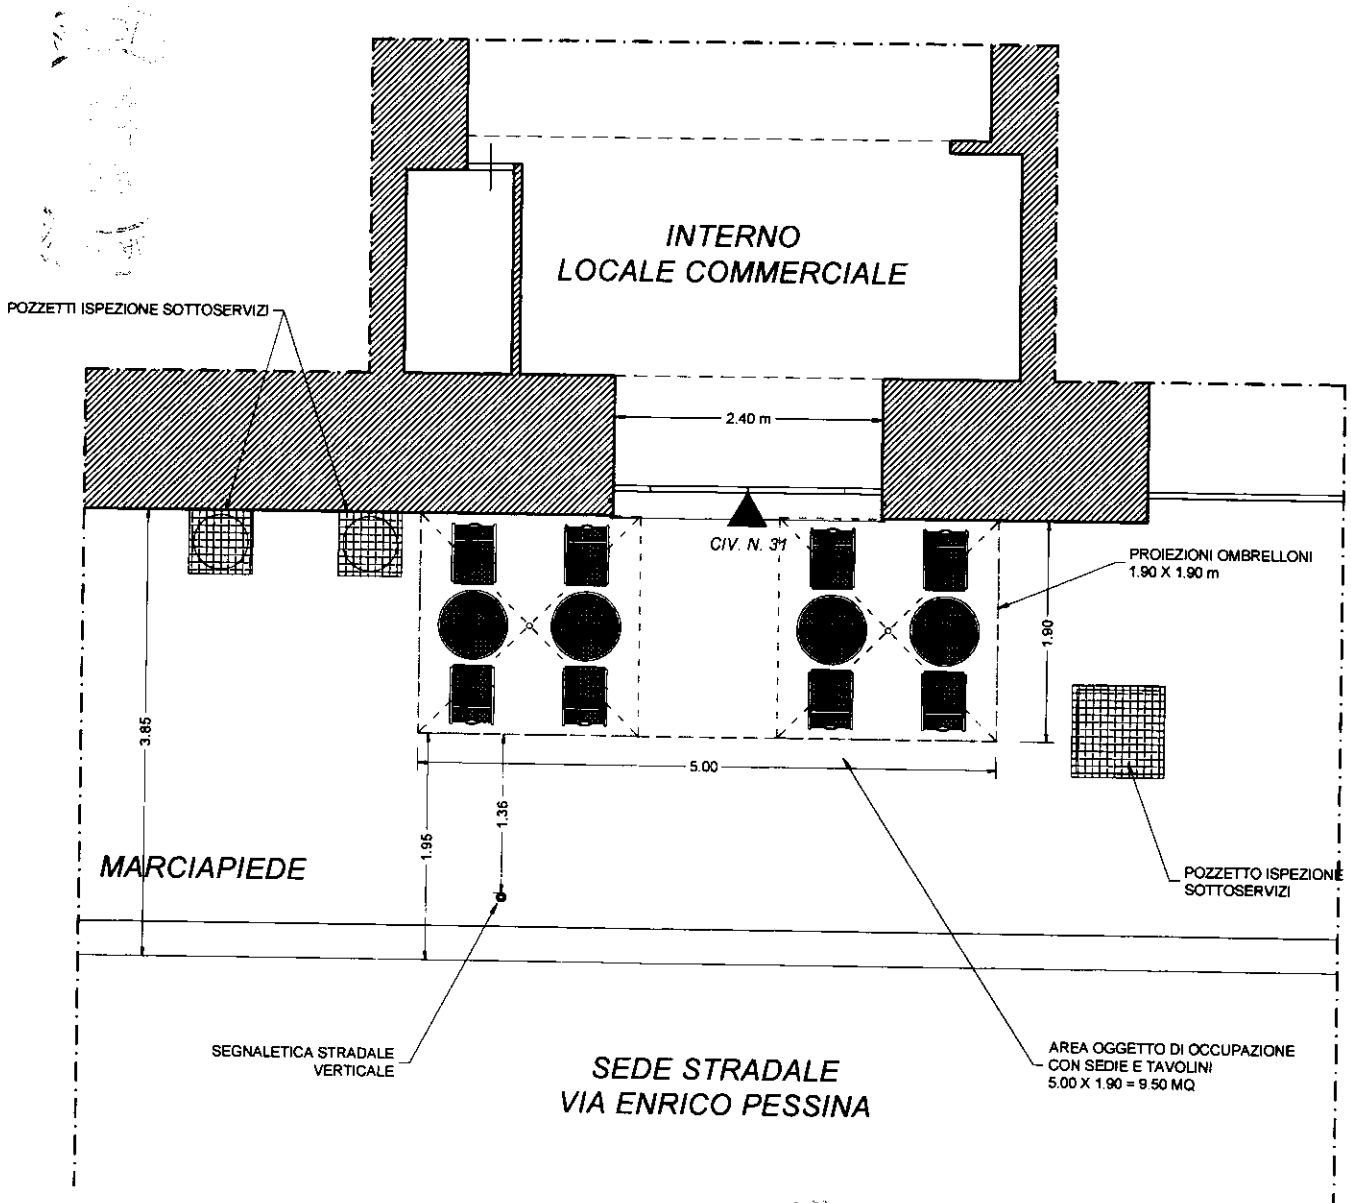 INTERNO
LOCALE COMMERCIALE
POZZETTI ISPEZIONE SOTTOSERVIZI
2.40 m
CIV. N. 31
PROIEZIONI OMBRELLONI
1.90 X 1.90 m
1.90
3.85
5.00
1.36
1.95
MARCIAPIEDE
POZZETTO ISPEZIONE
SOTTOSERVIZI
SEGNALETICA STRADALE
VERTICALE
SEDE STRADALE
VIA ENRICO PESSINA
AREA OGGETTO DI OCCUPAZIONE
CON SEDIE E TAVOLINI
5.00 X 1.90 = 9.50 MQ